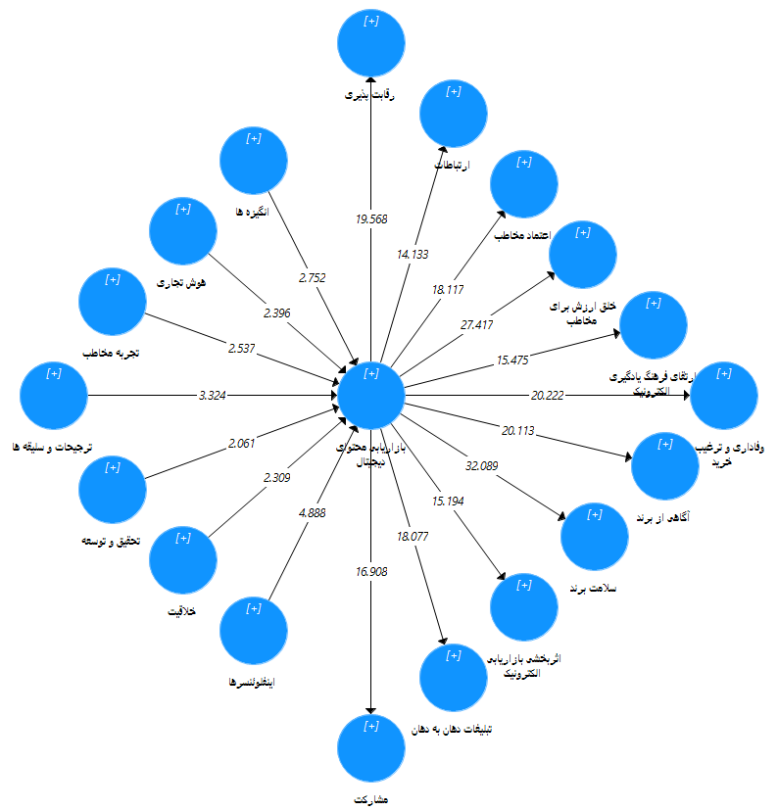 [+]
رقابت پذیری
[+]
ارتباطات
[+]
انگیزه ها
[+]
اعتماد مخاطب
[+]
هوش تجاری
[+]
خلق ارزش برای
مخاطب
[+]
تجربه مخاطب
[+]
ارتقای فرهنگ یادگیری
الکترونیک
[+]
ترجیحات و سلیقه ها
[+]
بازاریابی محتوای
دیجیتال
[+]
وفاداری و ترغیب
خرید
[+]
تحقیق و توسعه
[+]
آگاهی از برند
[+]
خلاقیت
[+]
سلامت برند
[+]
اینفلوئنسرها
[+]
اثربخشی بازاریابی
الکترونیک
[+]
تبلیغات دهان به دهان
[+]
مشارکت
19.568
14.133
18.117
27.417
15.475
20.222
20.113
32.089
15.194
18.077
16.908
2.752
2.396
2.537
3.324
2.061
2.309
4.888